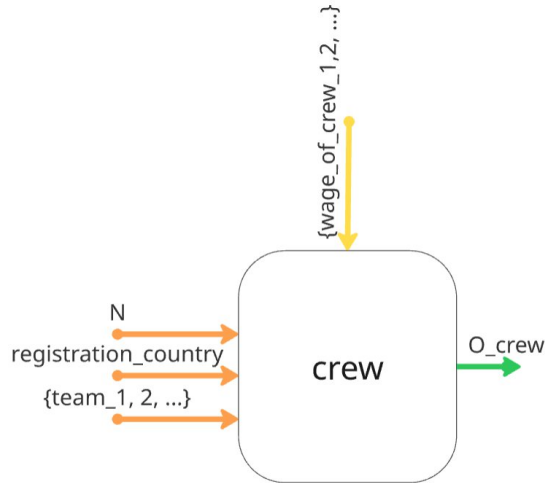 {wage_of_crew_1,2, ...}
N
registration_country
{team_1, 2, ...}
crew
O_crew